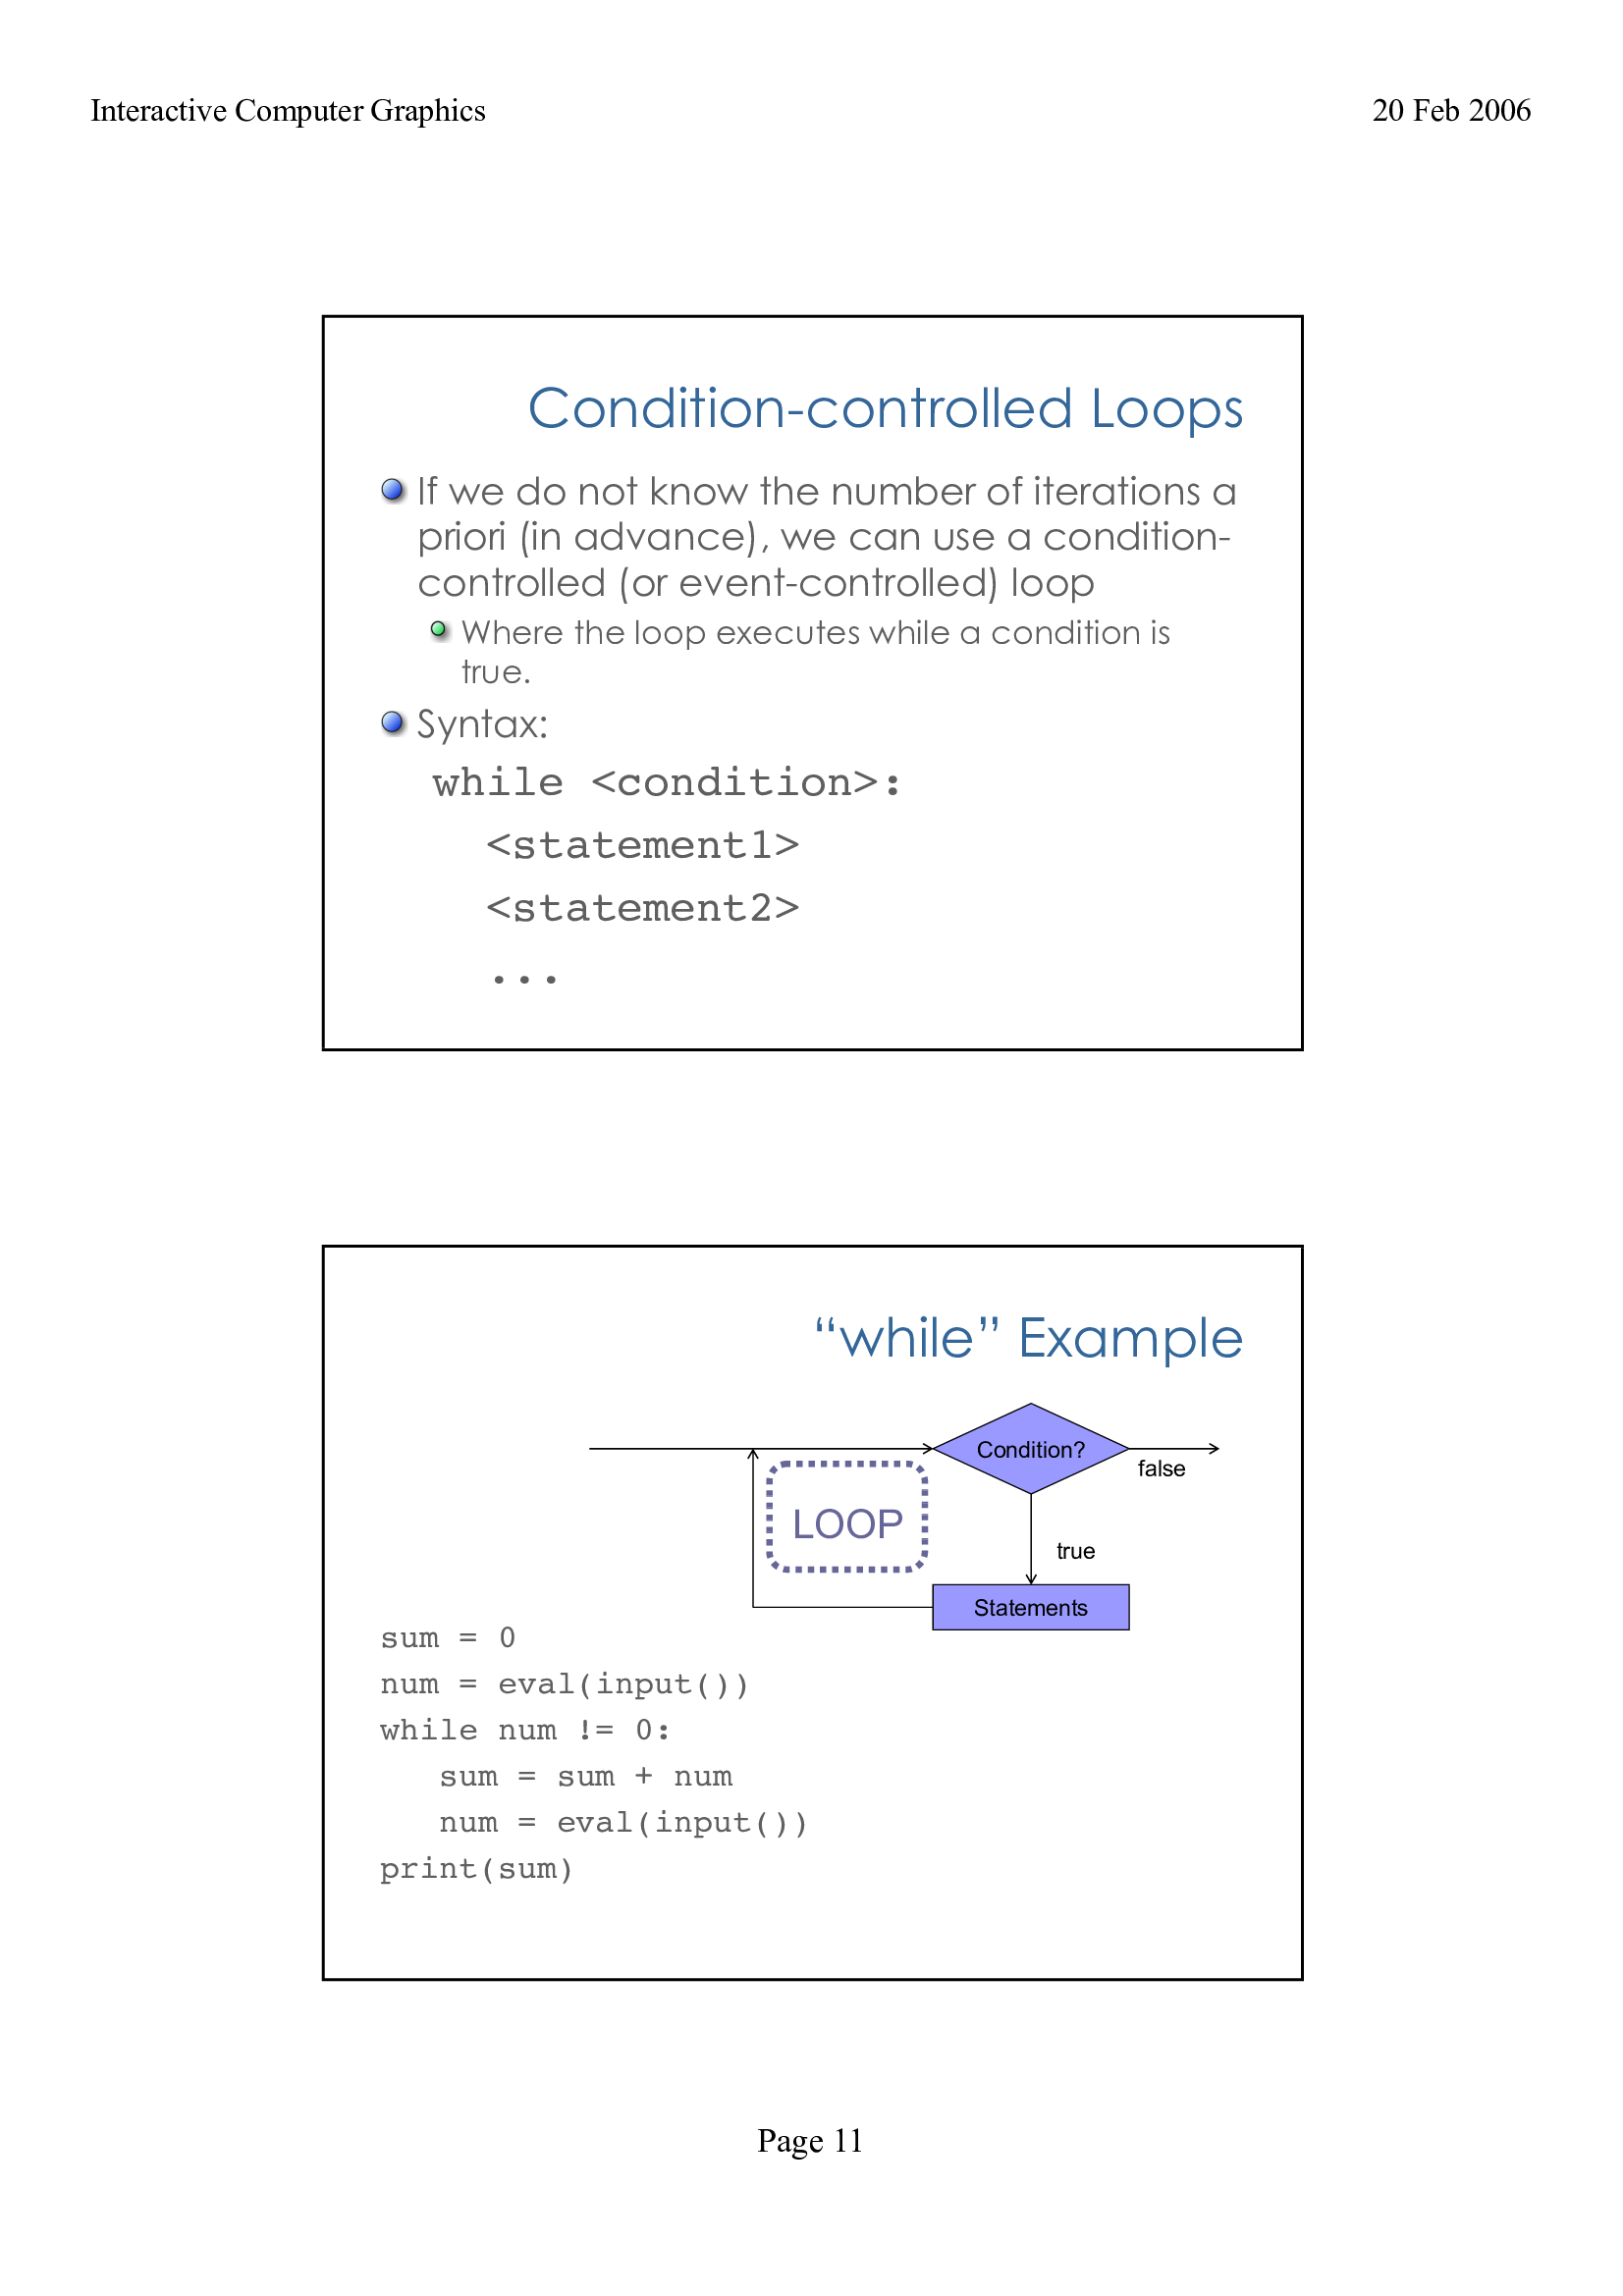 Interactive Computer Graphics 20 Feb 2006
Condition-controlled Loops
If we do not know the number of iterations a
priori (in advance), we can use a condition-
controlled (or event-controlled) loop
Where the loop executes while a condition is
true.
Syntax:
while <condition>:
<statement1>
<statement2>
...
“while” Example
Condition?
false
LOOP
true
Statements
sum = 0
num = eval(input())
while num != 0:
sum = sum + num
num = eval(input())
print(sum)
Page 11